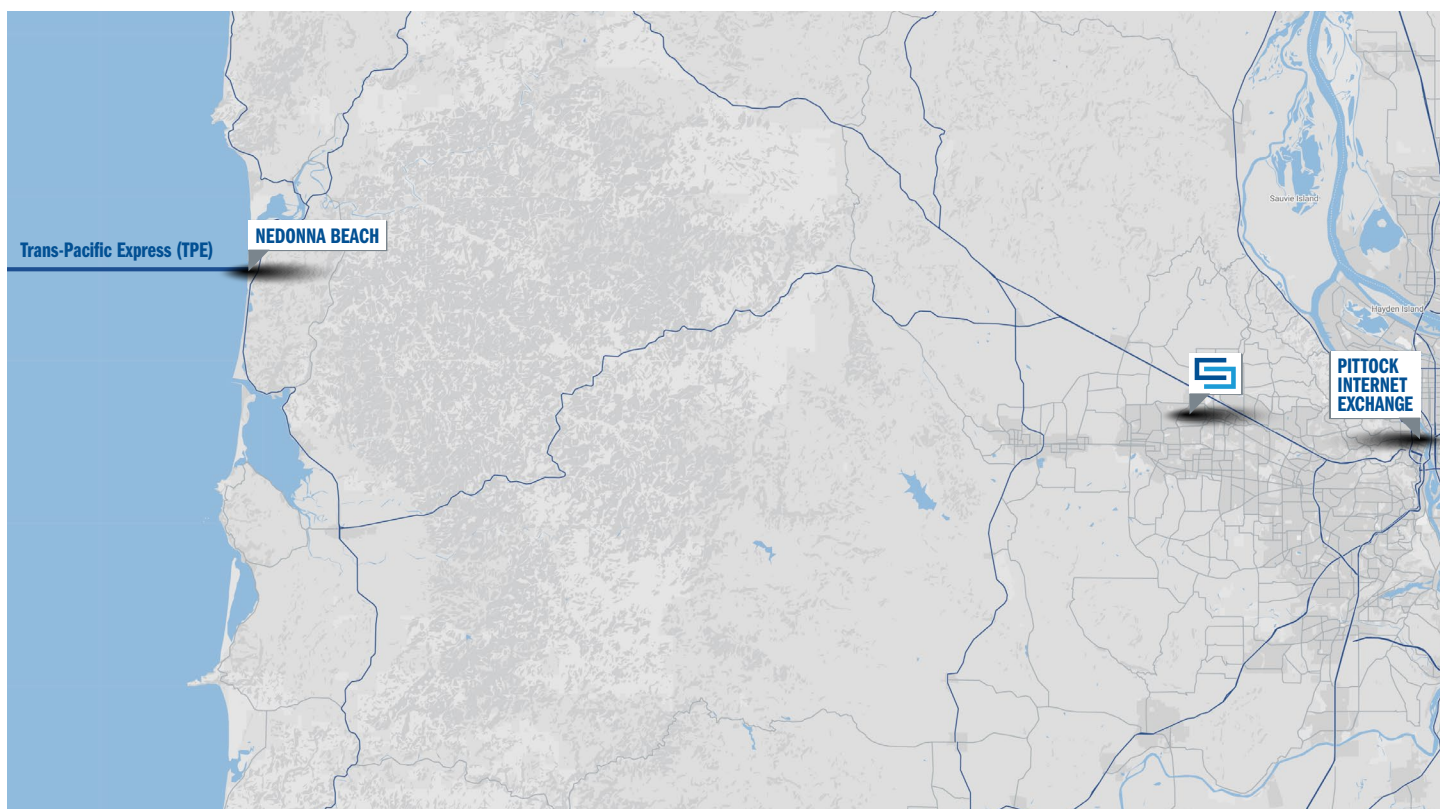 Sauvie Island
NEDONNA BEACH
Trans-Pacific Express (TPE)
Hayden Island
PITTOCK
INTERNET
EXCHANGE